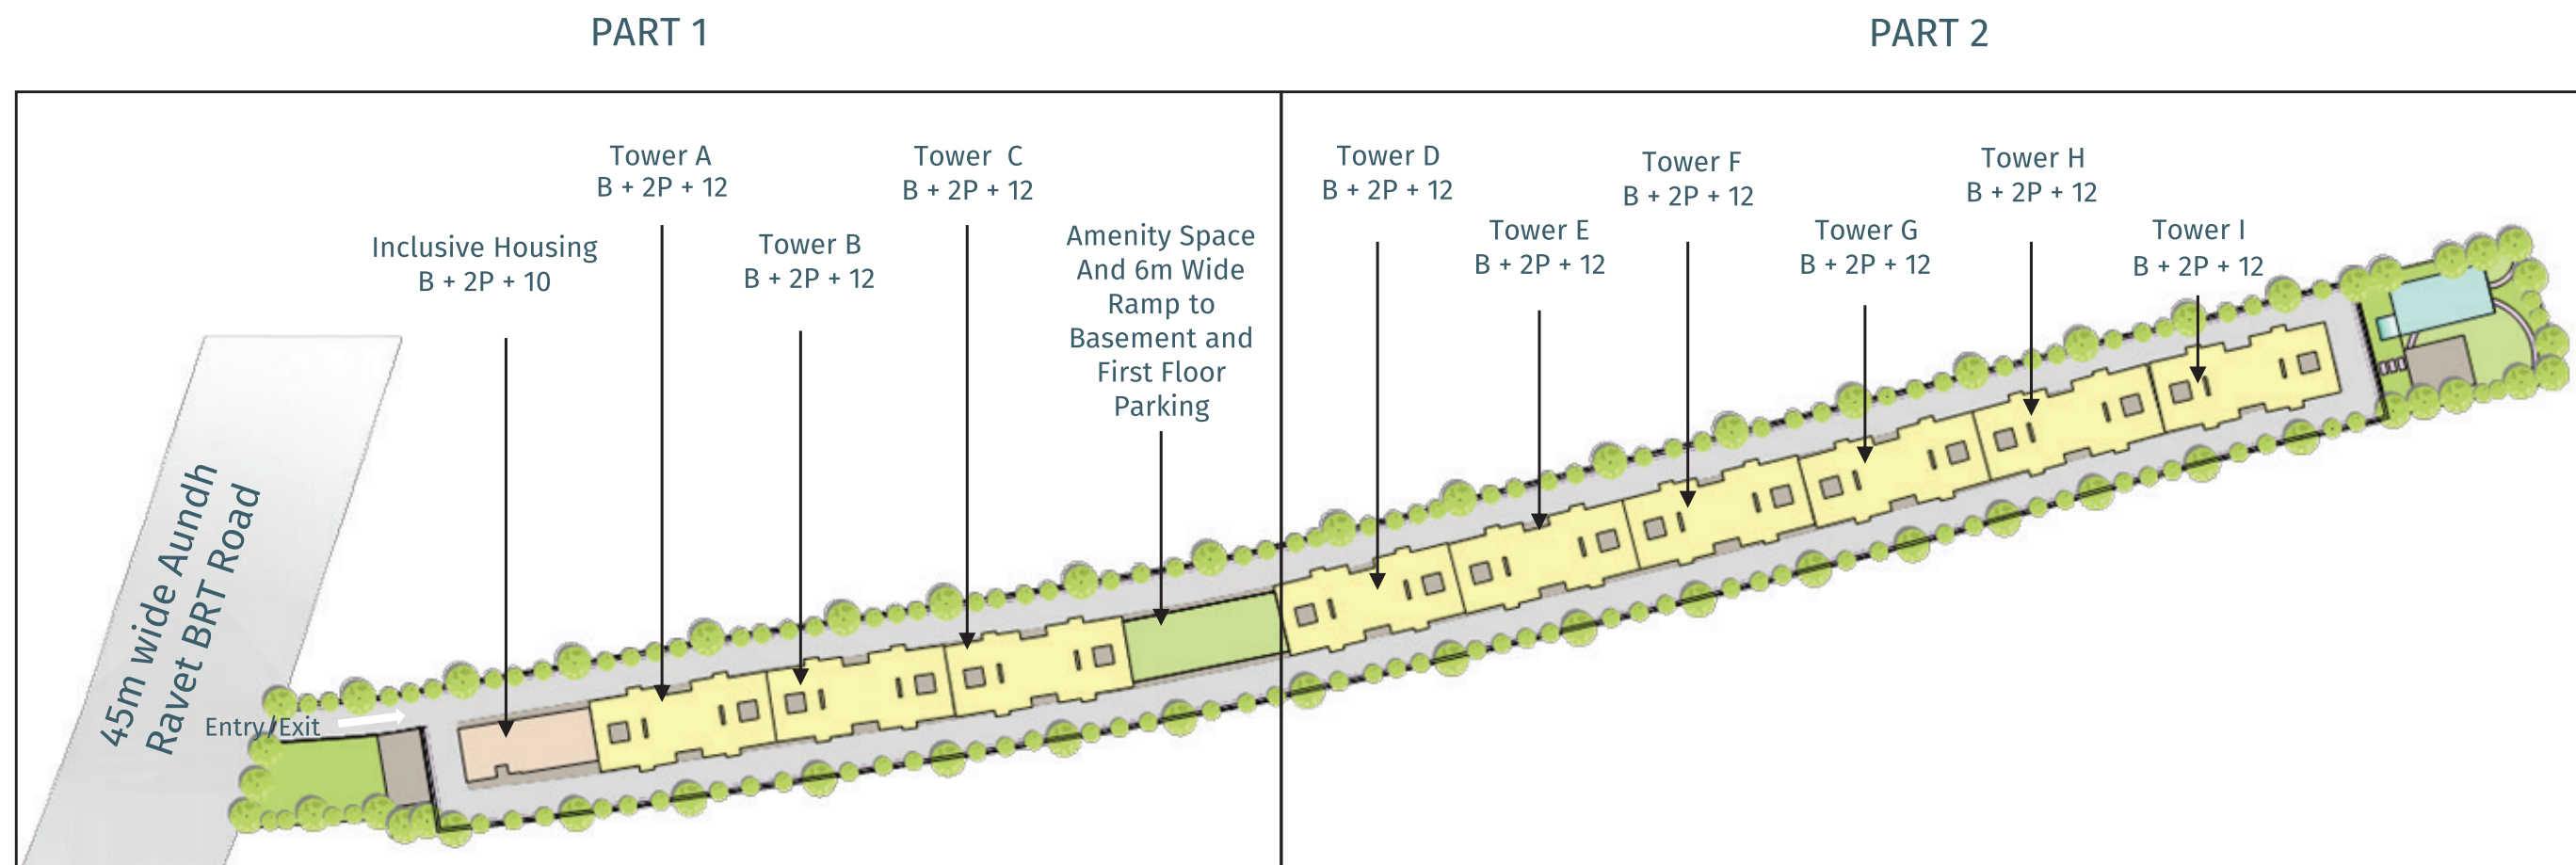 PART 1
PART 2
Inclusive Housing
B + 2P + 10
Tower A
B + 2P + 12
Tower B
B + 2P + 12
Tower C
B + 2P + 12
Amenity Space
And 6m Wide
Ramp to
Basement and
First Floor
Parking
Tower D
B + 2P + 12
Tower E
B + 2P + 12
Tower F
B + 2P + 12
Tower G
B + 2P + 12
Tower H
B + 2P + 12
Tower I
B + 2P + 12
45m wide Aundh
Ravet BRT Road
Entry/Exit